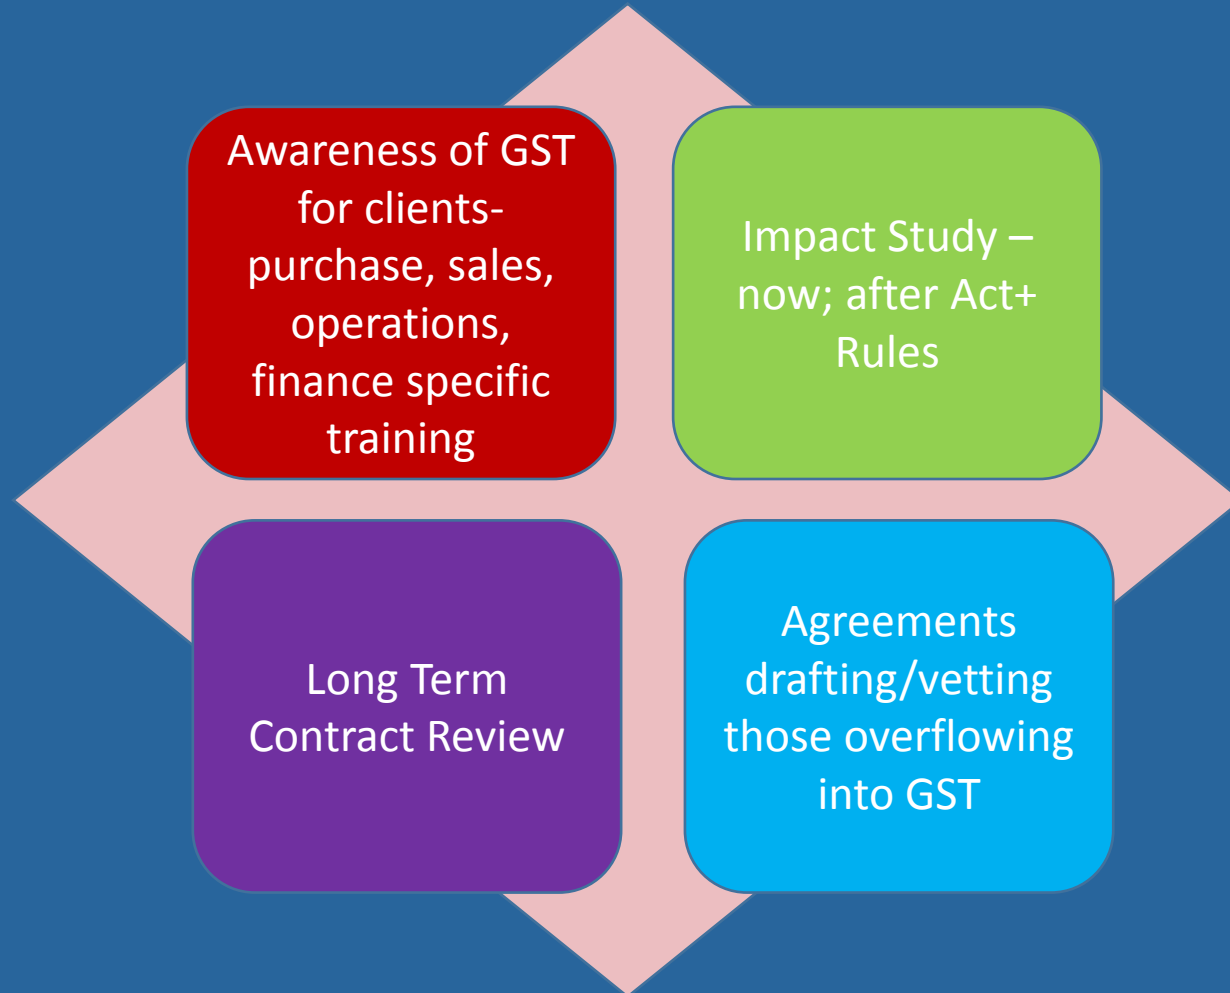 Awareness of GST
for clients-
purchase, sales,
operations,
finance specific
training
Impact Study –
now; after Act+
Rules
Long Term
Contract Review
Agreements
drafting/vetting
those overflowing
into GST